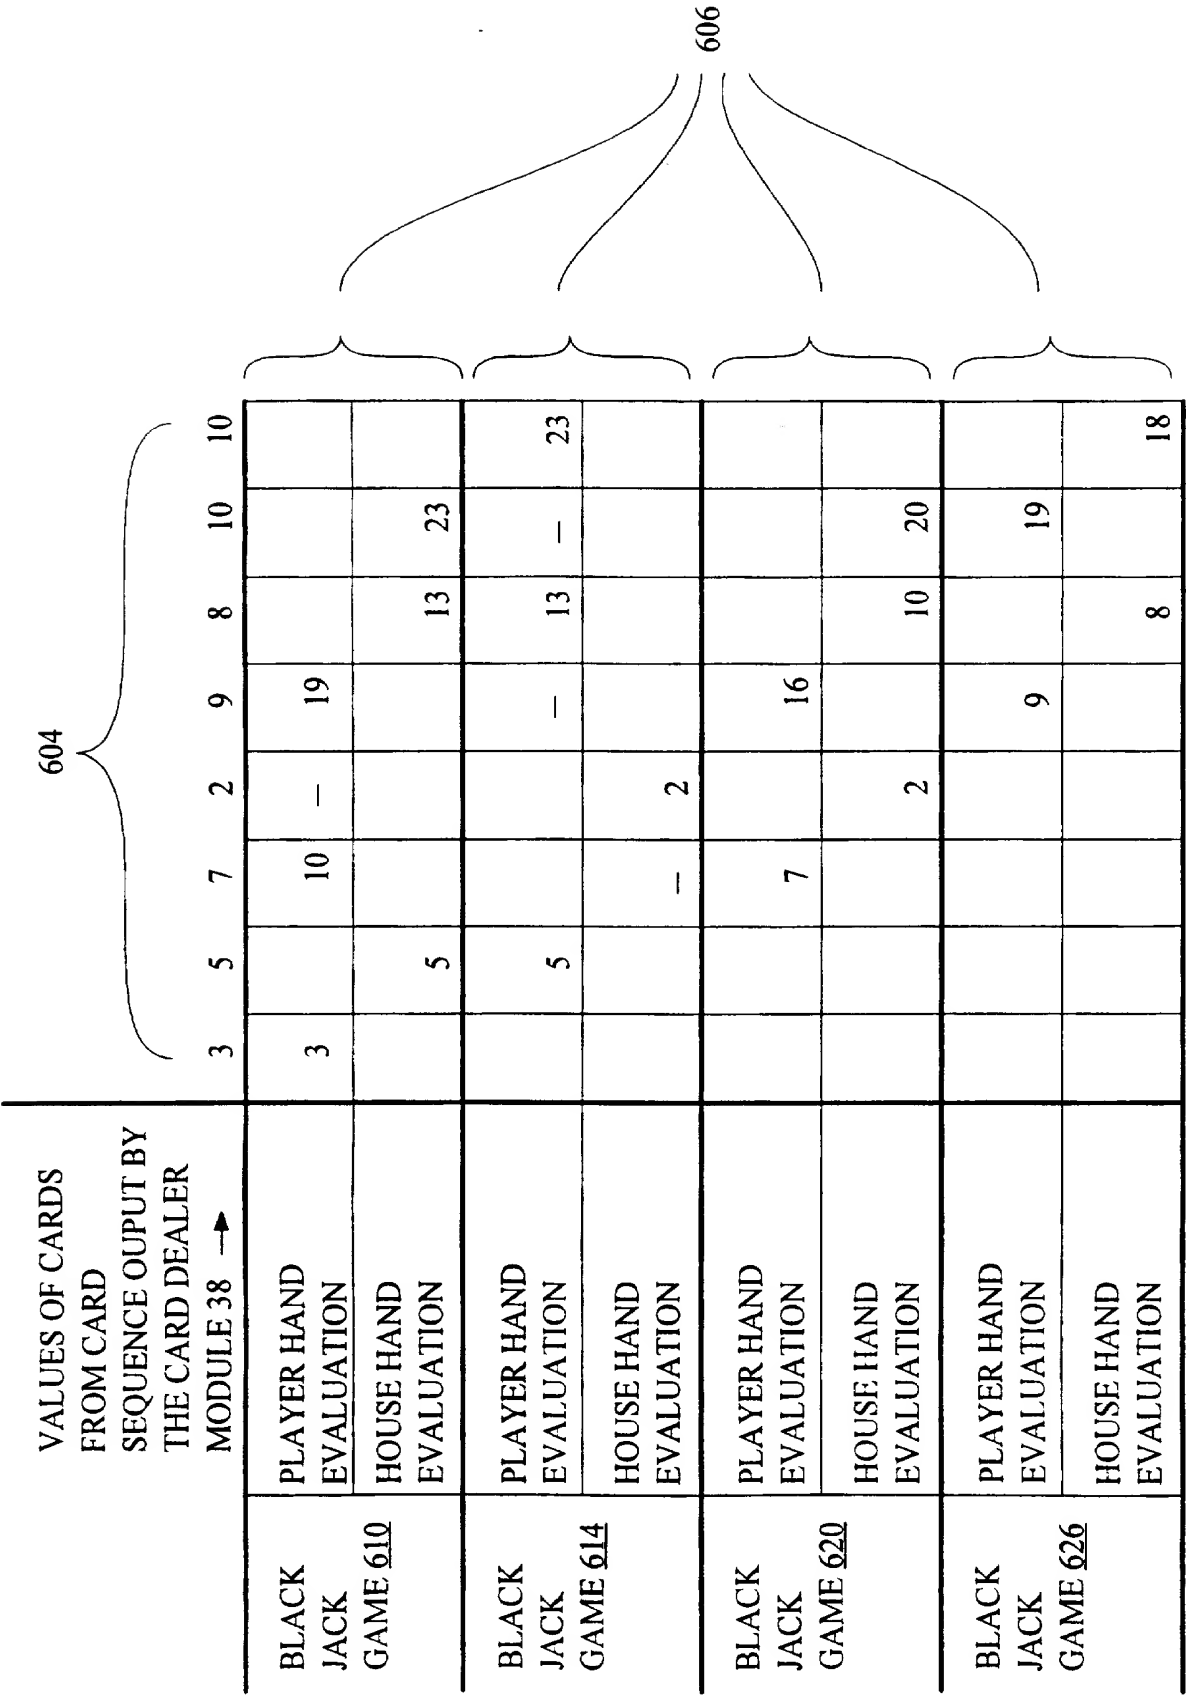 604
VALUES OF CARDS
FROM CARD
SEQUENCE OUPUT BY
THE CARD DEALER
MODULE 38 → 3 5 7 2 9 8 10 10
BLACK
JACK
GAME 610
PLAYER HAND
EVALUATION 3 10 – 19
HOUSE HAND
EVALUATION 5 13 23
BLACK
JACK
GAME 614
PLAYER HAND
EVALUATION 5 – 13 – 23
HOUSE HAND
EVALUATION – 2
BLACK
JACK
GAME 620
PLAYER HAND
EVALUATION 7 16
HOUSE HAND
EVALUATION 2 10 20
BLACK
JACK
GAME 626
PLAYER HAND
EVALUATION 9 19
HOUSE HAND
EVALUATION 8 18
606